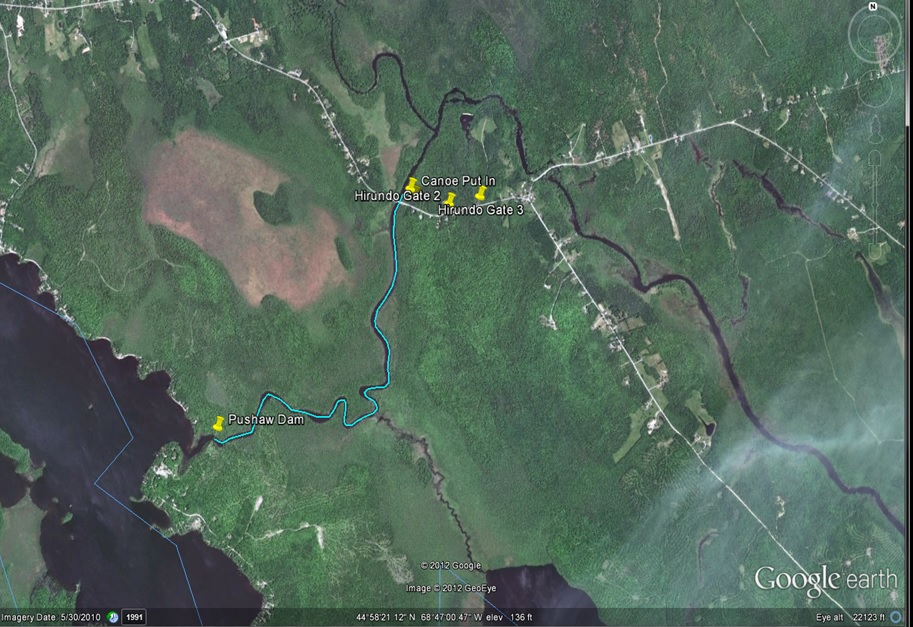 N
Canoe Put In
Hirundo Gate 2
Hirundo Gate 3
Pushaw Dam
© 2012 Google
Image © 2012 GeoEye
Google earth
Imagery Date: 5/30/2010 1991 44°58'21.12" N 68°47'00.47" W elev 136 ft Eye alt 22123 ft